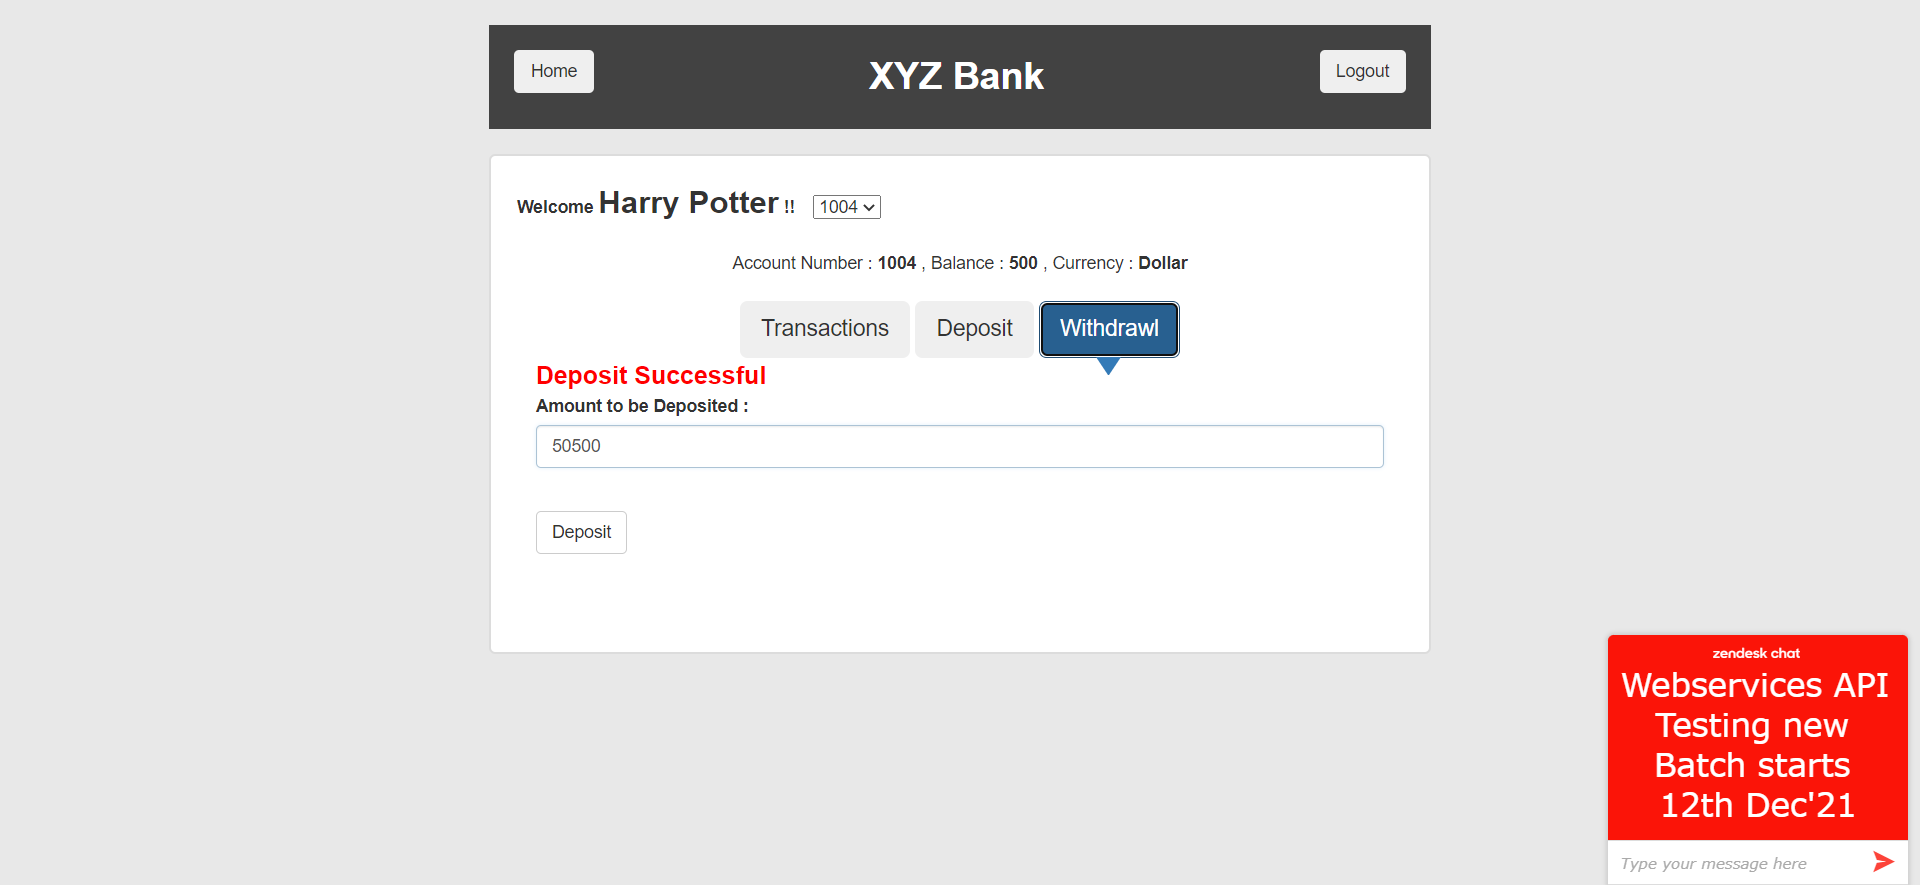 Home XYZ Bank Logout
Welcome Harry Potter !! 1004
Account Number : 1004 , Balance : 500 , Currency : Dollar
Transactions Deposit Withdrawl
Deposit Successful
Amount to be Deposited :
50500
Deposit
zendesk chat
Webservices API
Testing new
Batch starts
12th Dec'21
Type your message here